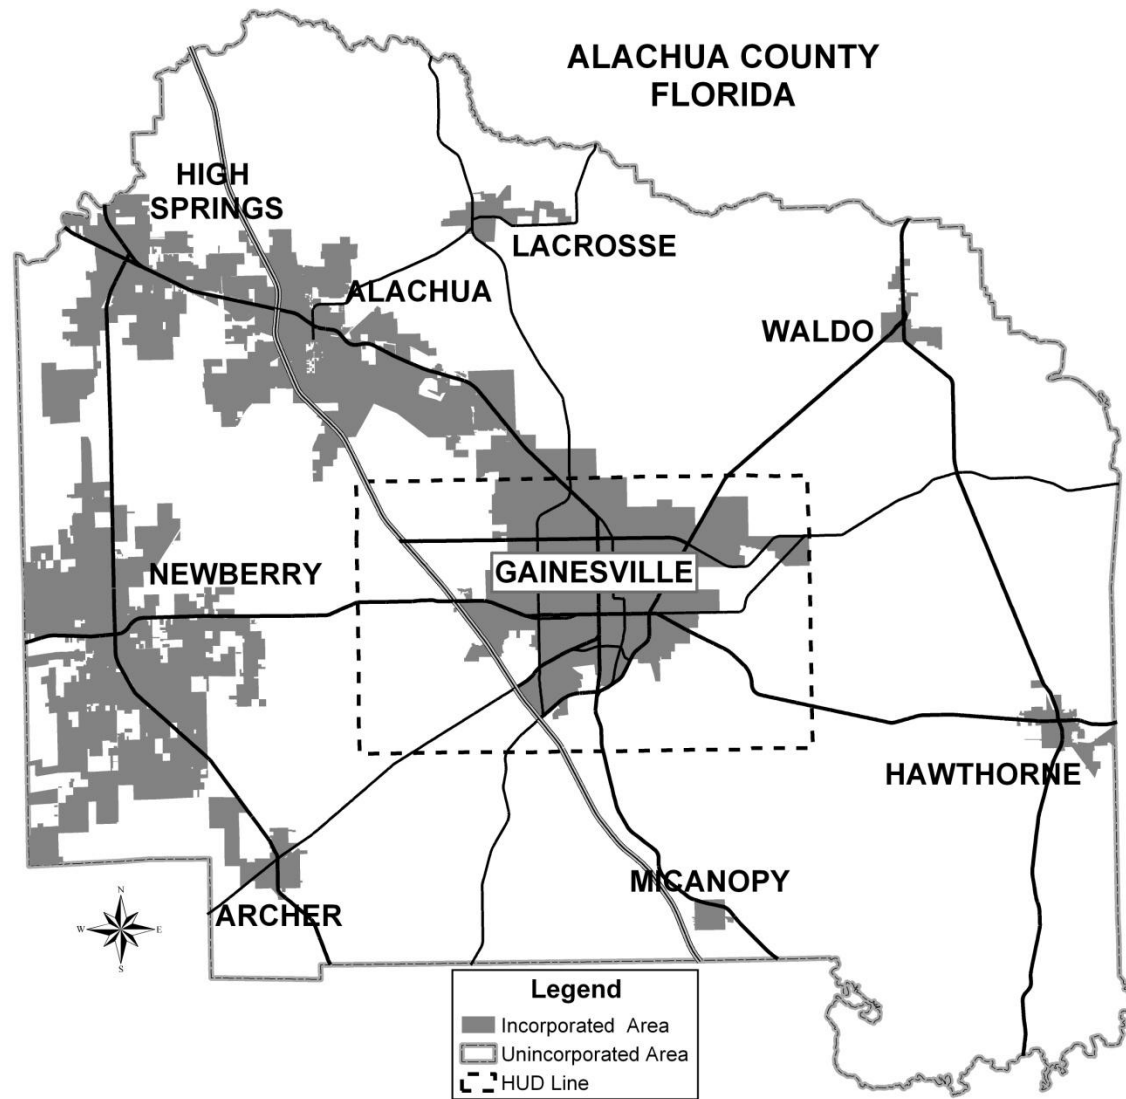 ALACHUA COUNTY
FLORIDA
HIGH
SPRINGS
LACROSSE
ALACHUA
WALDO
NEWBERRY
GAINESVILLE
HAWTHORNE
MICANOPY
ARCHER
N
W
E
S
Legend
Incorporated Area
Unincorporated Area
HUD Line